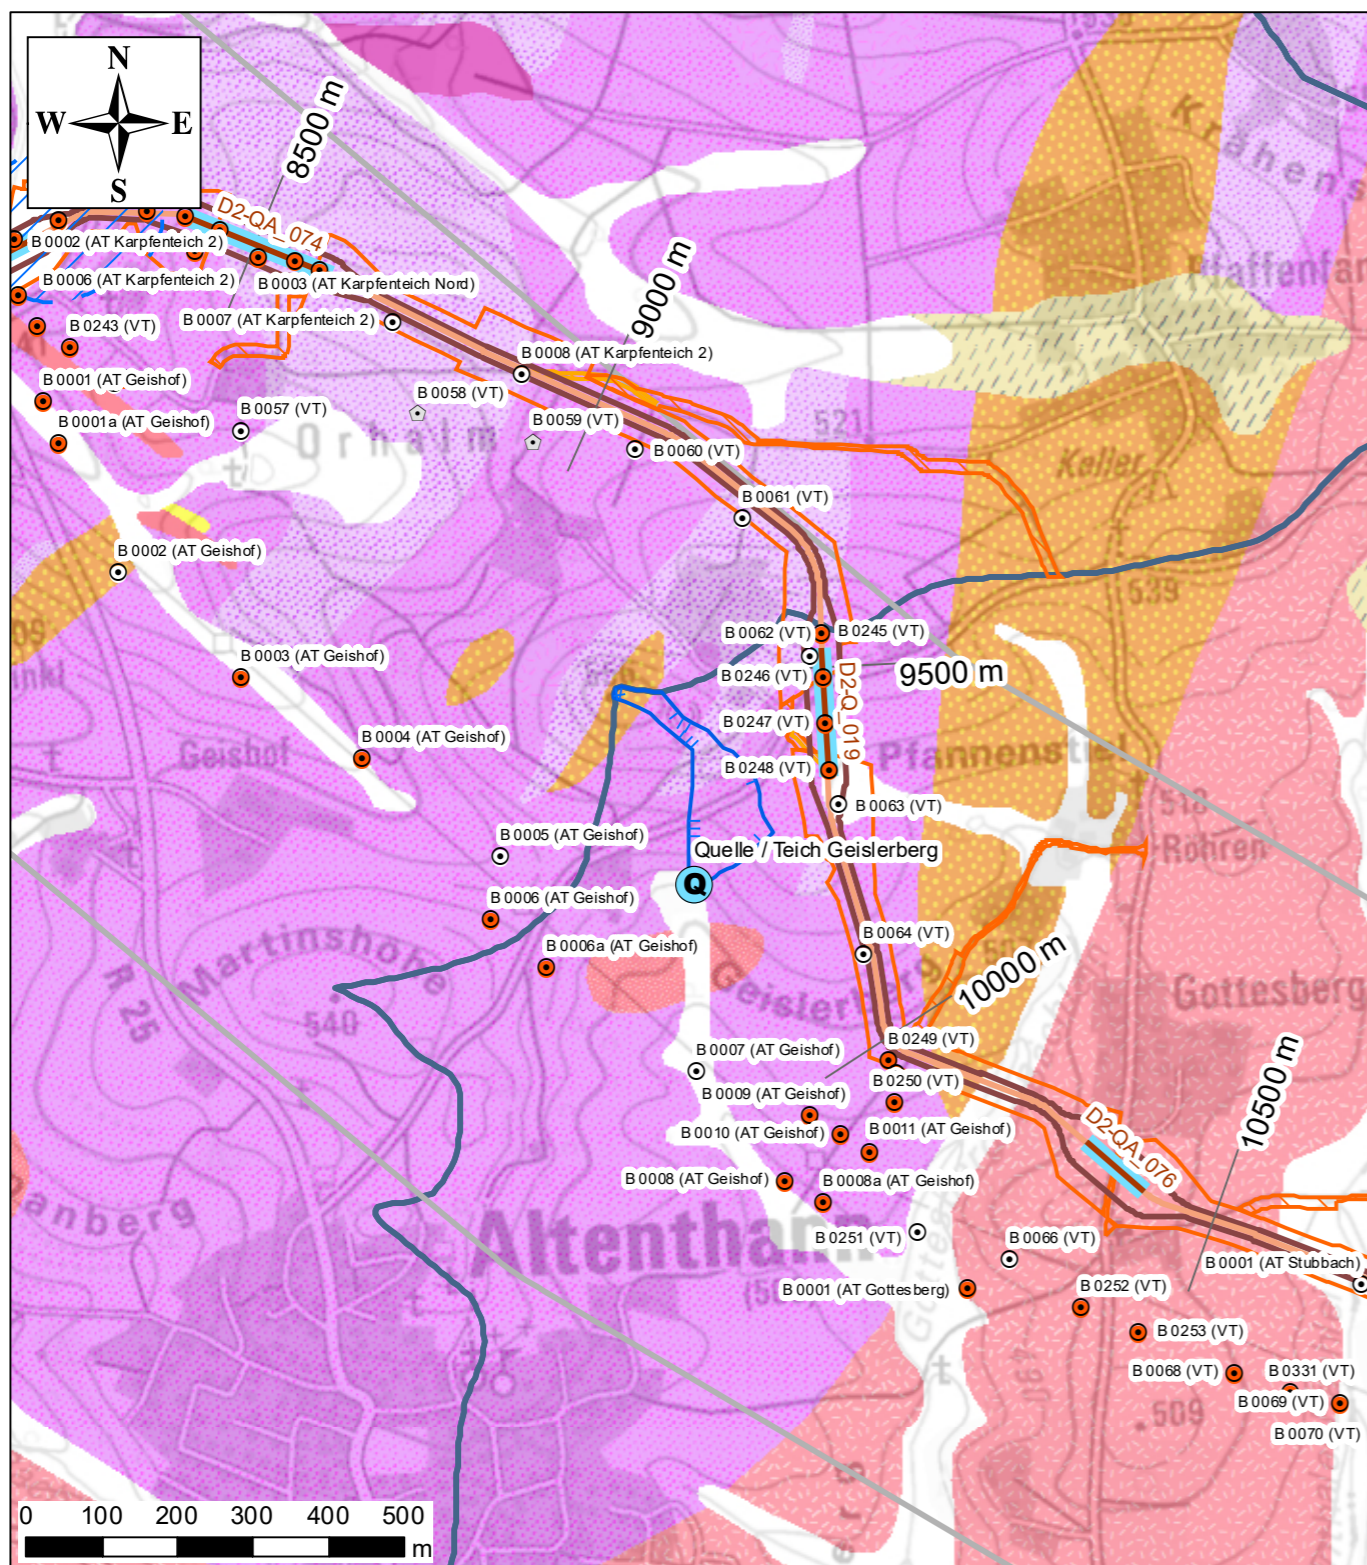 N
W
E
S
8500 m
D2-QA_074
B 0002 (AT Karpfenteich 2)
B 0006 (AT Karpfenteich 2)
B 0003 (AT Karpfenteich Nord)
B 0007 (AT Karpfenteich 2)
B 0243 (VT)
9000 m
B 0008 (AT Karpfenteich 2)
B 0001 (AT Geishof)
B 0058 (VT)
B 0001a (AT Geishof)
B 0057 (VT)
B 0059 (VT)
521
B 0060 (VT)
Keller
B 0061 (VT)
B 0002 (AT Geishof)
539
B 0062 (VT)
B 0245 (VT)
B 0003 (AT Geishof)
B 0246 (VT)
9500 m
D2-Q_019
B 0247 (VT)
B 0004 (AT Geishof)
Geishof
B 0248 (VT)
B 0063 (VT)
B 0005 (AT Geishof)
Quelle / Teich Geislerberg
Röhren
Q
B 0006 (AT Geishof)
Martinshöhe
B 0064 (VT)
B 0006a (AT Geishof)
Geislerberg
10000 m
Gottesberg
R 25
540
B 0249 (VT)
B 0007 (AT Geishof)
B 0250 (VT)
B 0009 (AT Geishof)
10500 m
D2-QA_076
B 0010 (AT Geishof)
B 0011 (AT Geishof)
B 0008 (AT Geishof)
B 0008a (AT Geishof)
Altenthann
B 0251 (VT)
B 0066 (VT)
B 0001 (AT Stubbach)
B 0001 (AT Gottesberg)
B 0252 (VT)
B 0253 (VT)
B 0068 (VT)
B 0331 (VT)
B 0069 (VT)
509
B 0070 (VT)
0 100 200 300 400 500
m